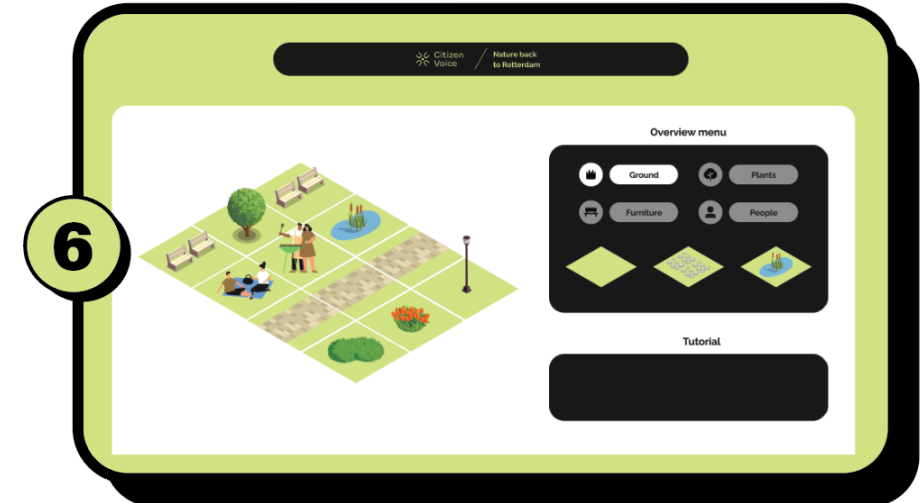 Citizen
Voice
Nature back
to Rotterdam
6
Overview menu
Ground
Plants
Furniture
People
Tutorial